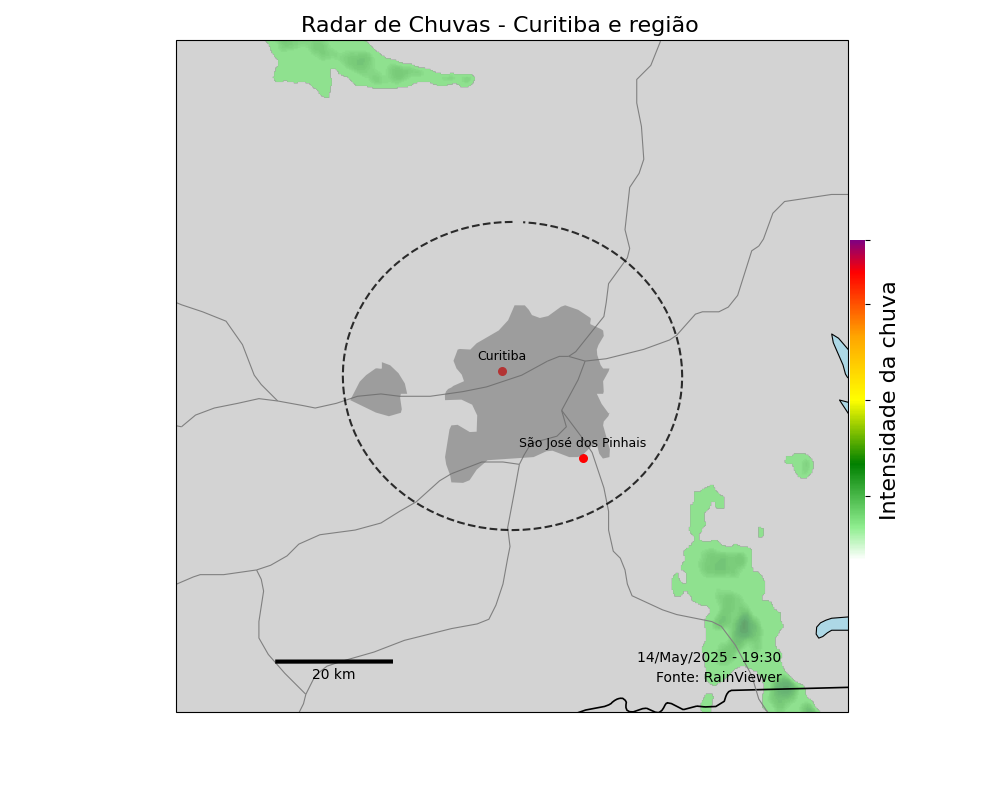 Radar de Chuvas - Curitiba e região
Curitiba
São José dos Pinhais
Intensidade da chuva
14/May/2025 - 19:30
20 km
Fonte: RainViewer